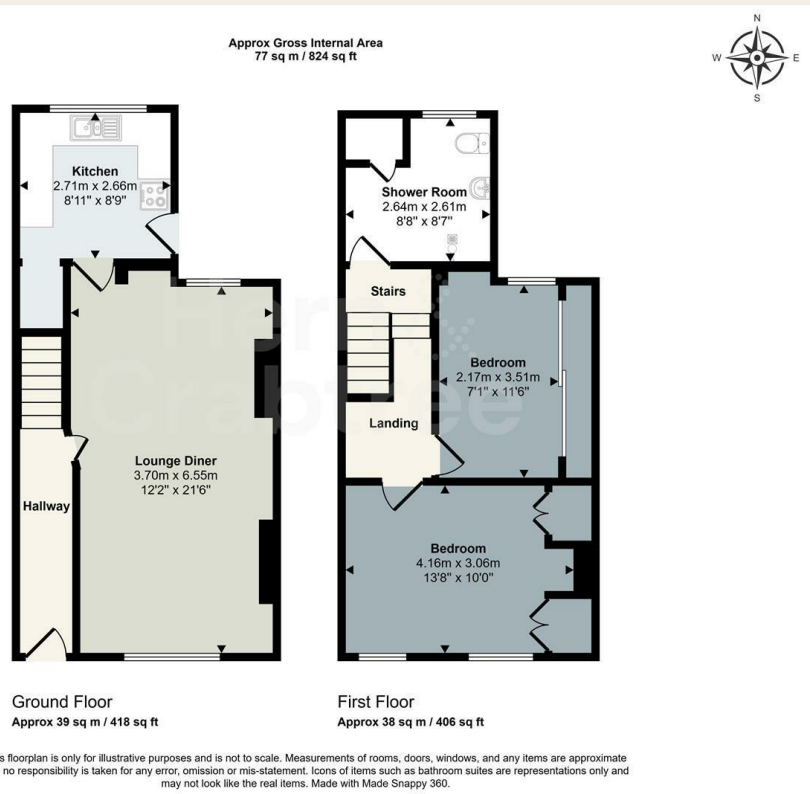 Approx Gross Internal Area
77 sq m / 824 sq ft
N
W
E
S
Kitchen
2.71m x 2.66m
8'11" x 8'9"
Lounge Diner
3.70m x 6.55m
12'2" x 21'6"
Hallway
Shower Room
2.64m x 2.61m
8'8" x 8'7"
Stairs
Bedroom
2.17m x 3.51m
7'1" x 11'6"
Landing
Bedroom
4.16m x 3.06m
13'8" x 10'0"
Hern
Crabtree
Ground Floor
Approx 39 sq m / 418 sq ft
First Floor
Approx 38 sq m / 406 sq ft
s floorplan is only for illustrative purposes and is not to scale. Measurements of rooms, doors, windows, and any items are approximate
no responsibility is taken for any error, omission or mis-statement. Icons of items such as bathroom suites are representations only and
may not look like the real items. Made with Made Snappy 360.